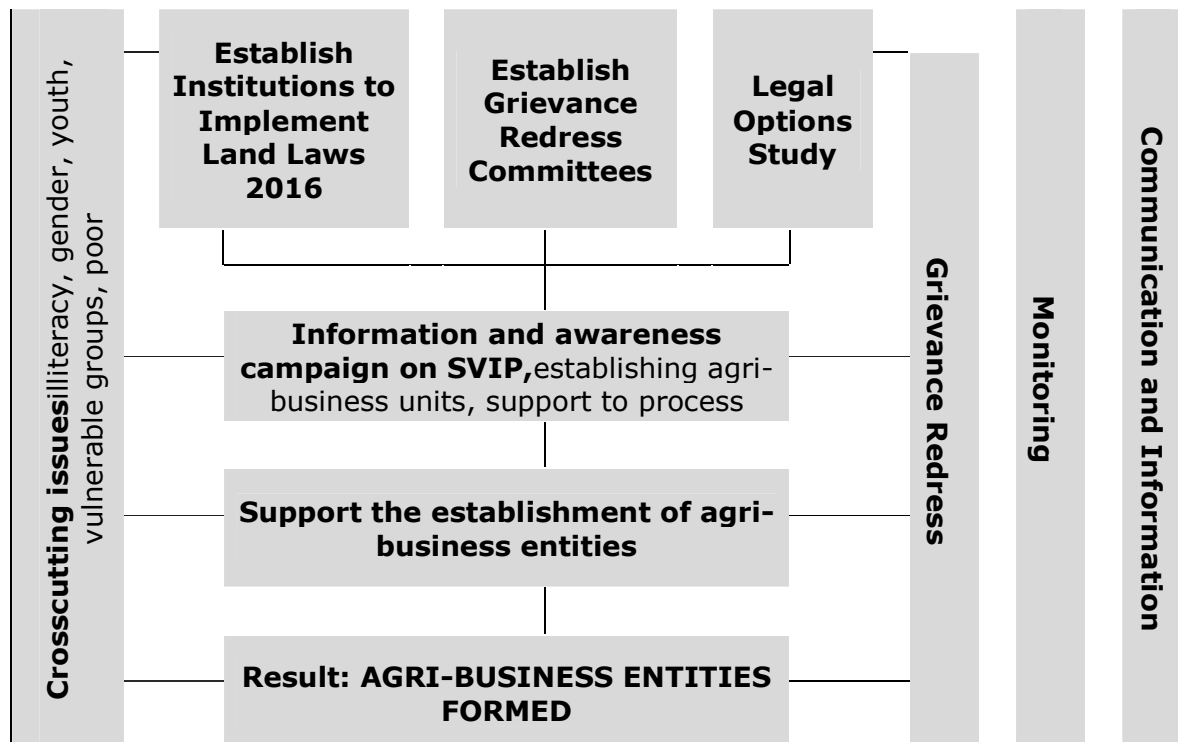 Crosscutting issuesilliteracy, gender, youth,
vulnerable groups, poor
Establish
Institutions to
Implement
Land Laws
2016
Establish
Grievance
Redress
Committees
Legal
Options
Study
Information and awareness
campaign on SVIP,establishing agri-
business units, support to process
Support the establishment of agri-
business entities
Result: AGRI-BUSINESS ENTITIES
FORMED
Grievance Redress
Monitoring
Communication and Information